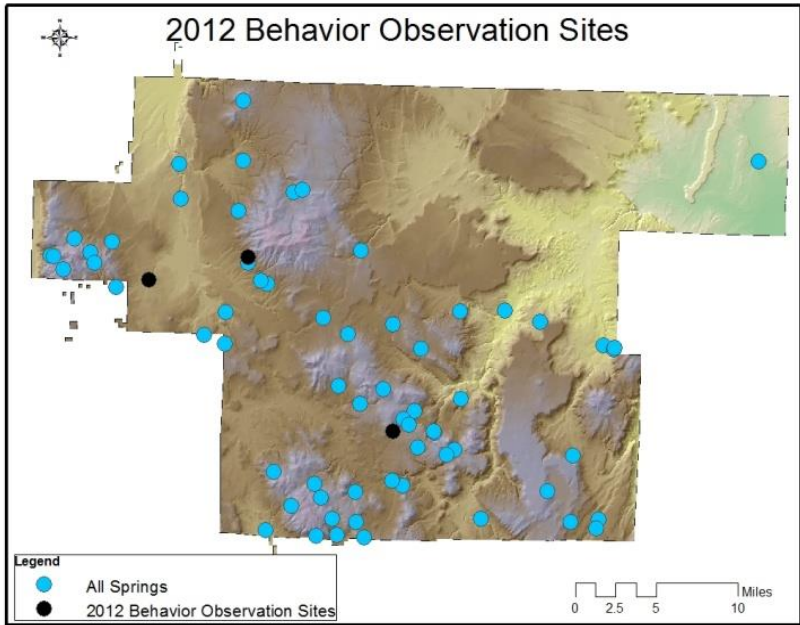 2012 Behavior Observation Sites
Legend
All Springs
2012 Behavior Observation Sites
Miles
0 2.5 5 10